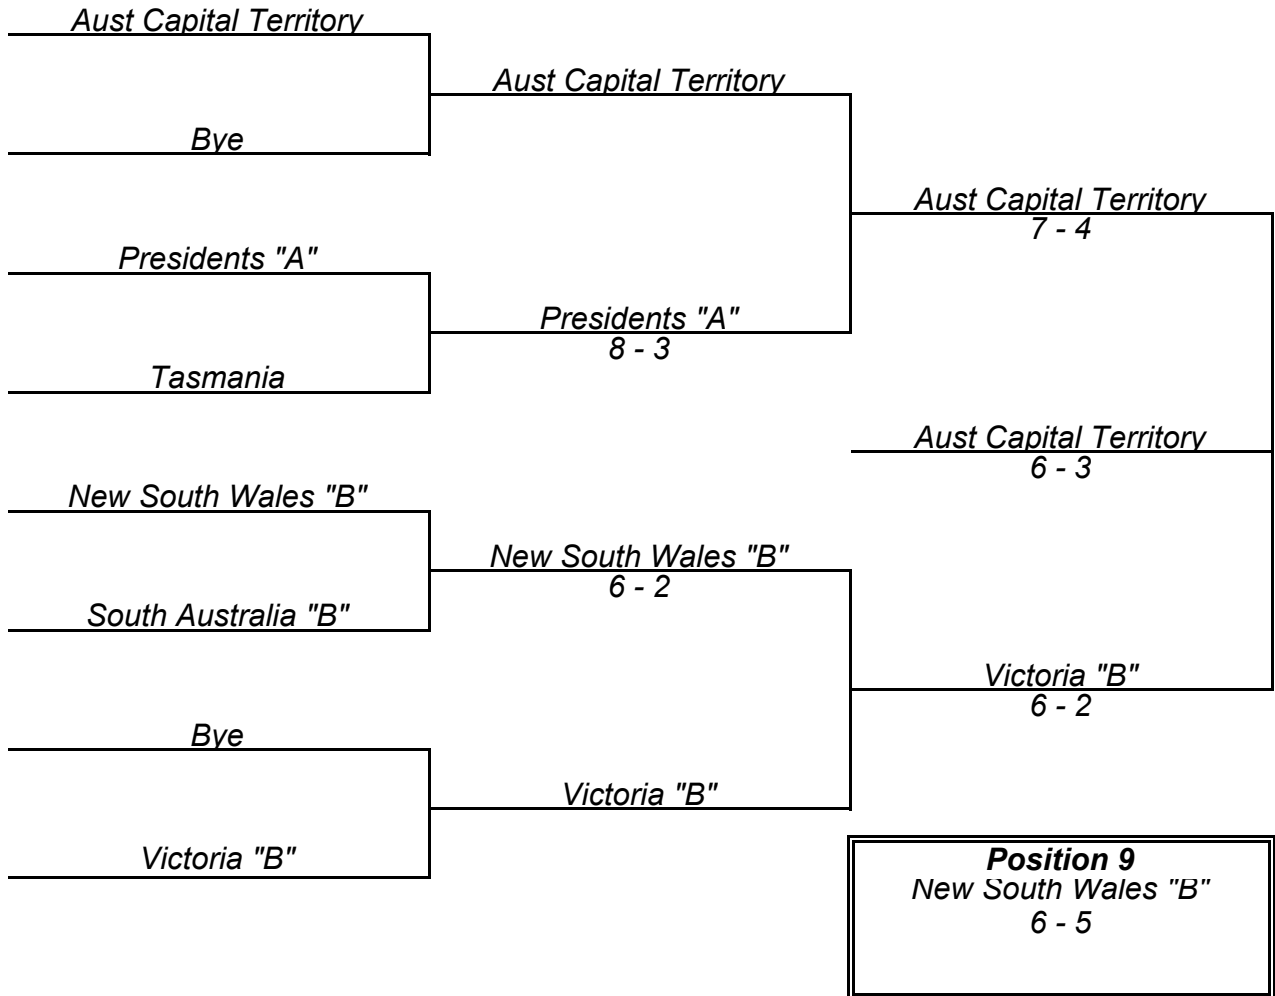 Aust Capital Territory
Aust Capital Territory
Bye
Aust Capital Territory
7 - 4
Presidents "A"
Presidents "A"
8 - 3
Tasmania
Aust Capital Territory
6 - 3
New South Wales "B"
New South Wales "B"
6 - 2
South Australia "B"
Victoria "B"
6 - 2
Bye
Victoria "B"
Victoria "B"
Position 9
New South Wales "B"
6 - 5